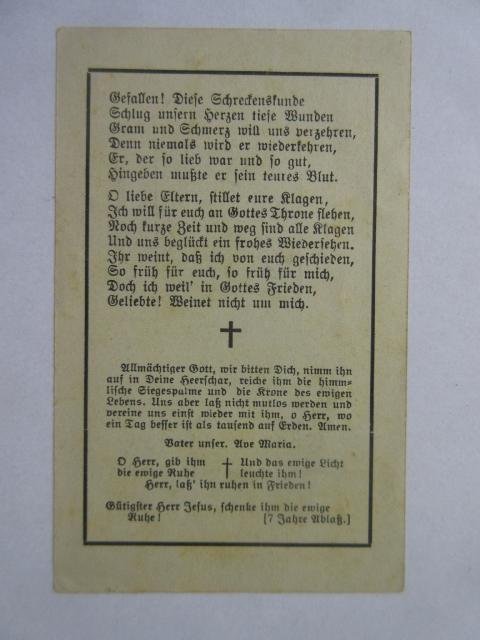 Gefallen! Diese Schreckenskunde
Schlug unsern Herzen tiefe Wunden
Gram und Schmerz will uns verzehren,
Denn niemals wird er wiederkehren,
Er, der so lieb war und so gut,
Hingeben mußte er sein teures Blut.
O liebe Eltern, stillet eure Klagen,
Ich will für euch an Gottes Throne flehen,
Noch kurze Zeit und weg sind alle Klagen
Und uns beglückt ein frohes Wiedersehen.
Ihr weint, daß ich von euch geschieden,
So früh für euch, so früh für mich,
Doch ich weil' in Gottes Frieden,
Geliebte! Weinet nicht um mich.
Allmächtiger Gott, wir bitten Dich, nimm ihn
auf in Deine Heerschar, reiche ihm die himm-
lische Siegespalme und die Krone des ewigen
Lebens. Uns aber laß nicht mutlos werden und
vereine uns einst wieder mit ihm, o Herr, wo
ein Tag besser ist als tausend auf Erden. Amen.
Vater unser. Ave Maria.
O Herr, gib ihm
die ewige Ruhe
Und das ewige Licht
leuchte ihm!
Herr, laß' ihn ruhen in Frieden!
Gütigster Herr Jesus, schenke ihm die ewige
Ruhe! [7 Jahre Ablaß.]